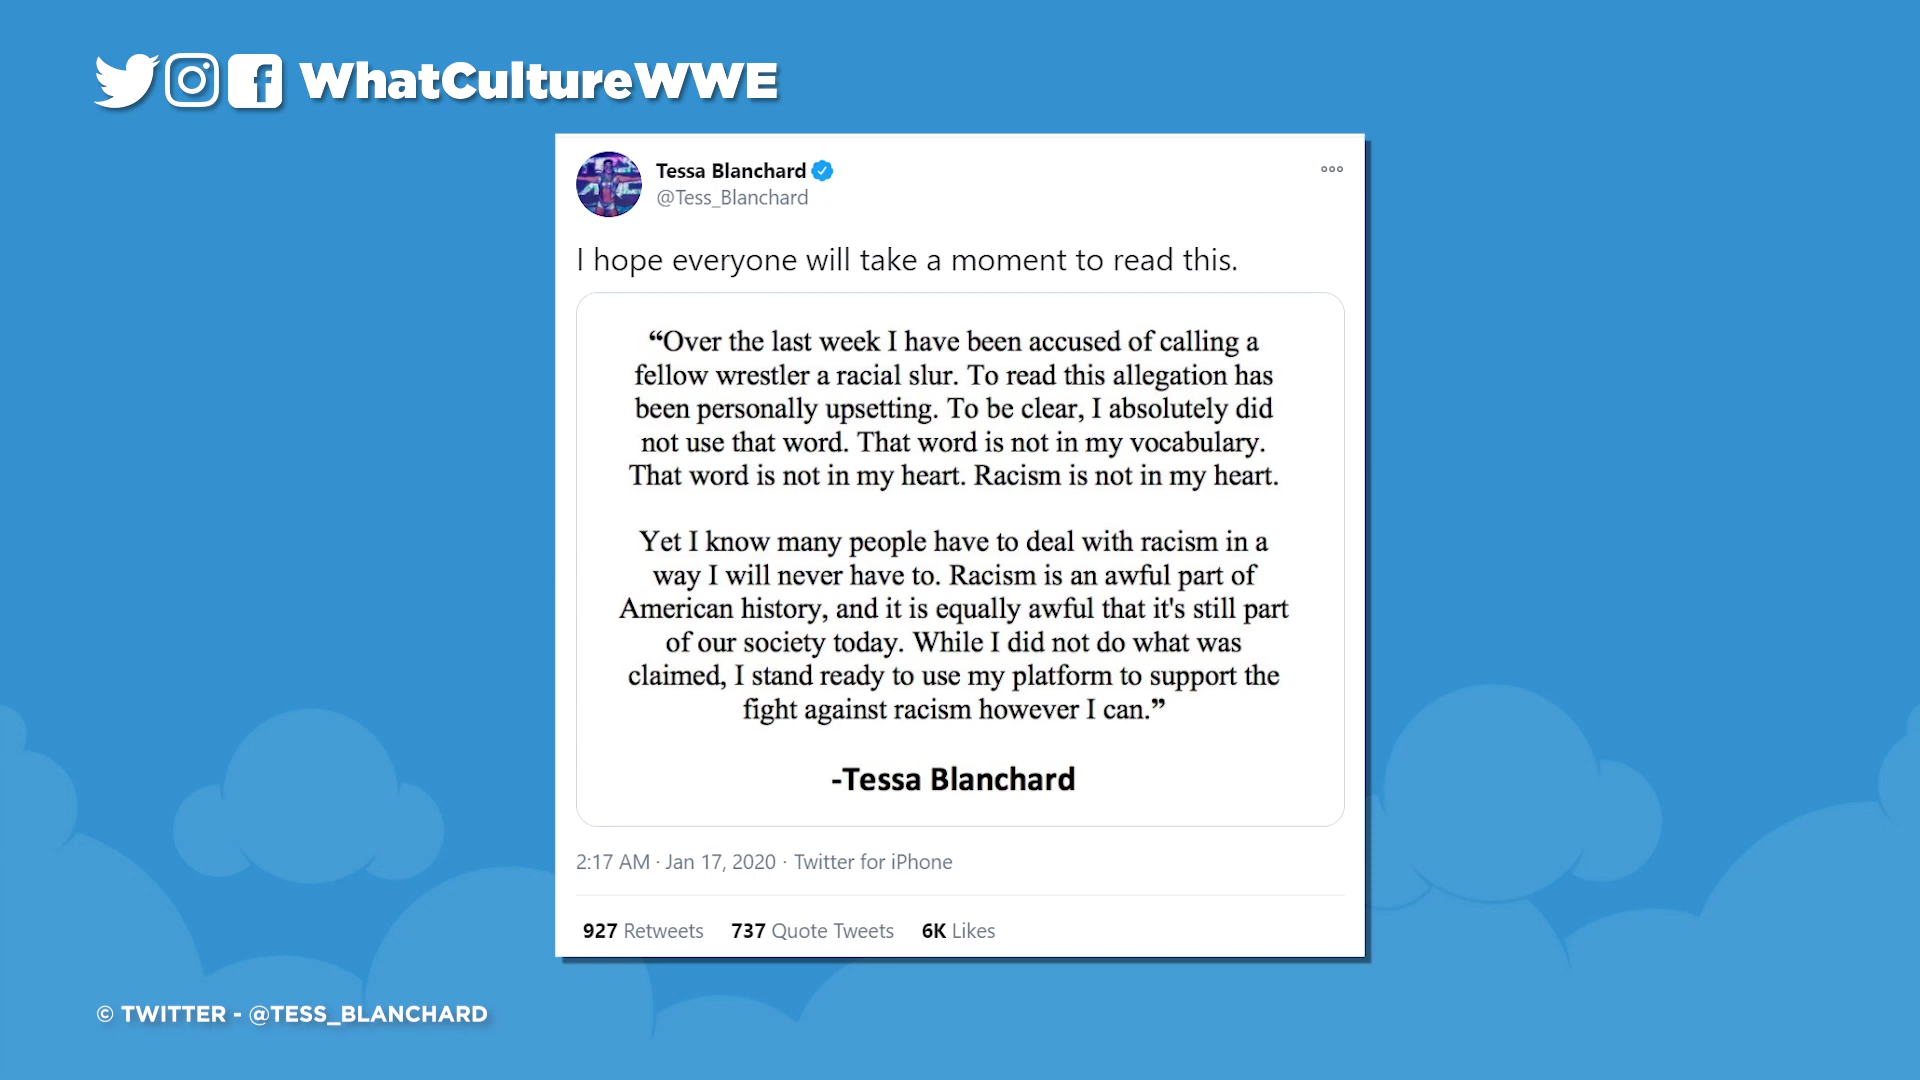 WhatCultureWWE
Tessa Blanchard
@Tess_Blanchard
I hope everyone will take a moment to read this.
“Over the last week I have been accused of calling a
fellow wrestler a racial slur. To read this allegation has
been personally upsetting. To be clear, I absolutely did
not use that word. That word is not in my vocabulary.
That word is not in my heart. Racism is not in my heart.
Yet I know many people have to deal with racism in a
way I will never have to. Racism is an awful part of
American history, and it is equally awful that it's still part
of our society today. While I did not do what was
claimed, I stand ready to use my platform to support the
fight against racism however I can.”
-Tessa Blanchard
2:17 AM · Jan 17, 2020 · Twitter for iPhone
927 Retweets 737 Quote Tweets 6K Likes
© TWITTER - @TESS_BLANCHARD